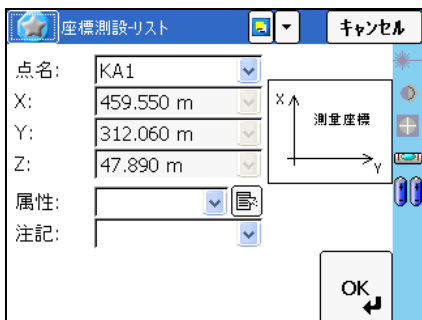 座標測設-リスト
キャンセル
点名: KA1
X: 459.550 m
Y: 312.060 m
Z: 47.890 m
属性:
注記:
X
測量座標
Y
OK